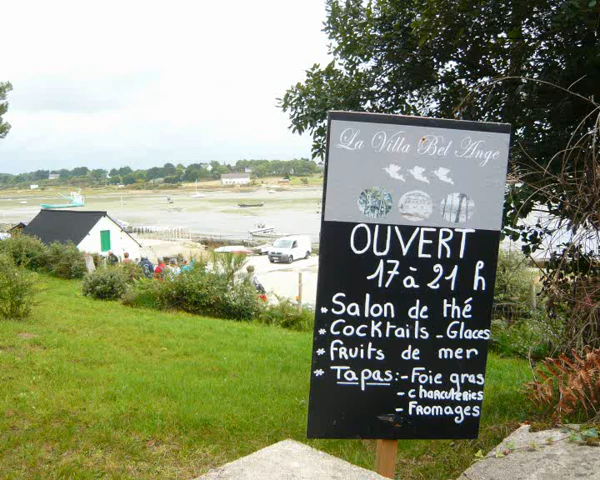 La Villa Bel Ange
OUVERT
17 à 21 h
* Salon de thé
* Cocktails - Glaces
* fruits de mer
* Tapas: - Foie gras
- charcuteries
- Fromages